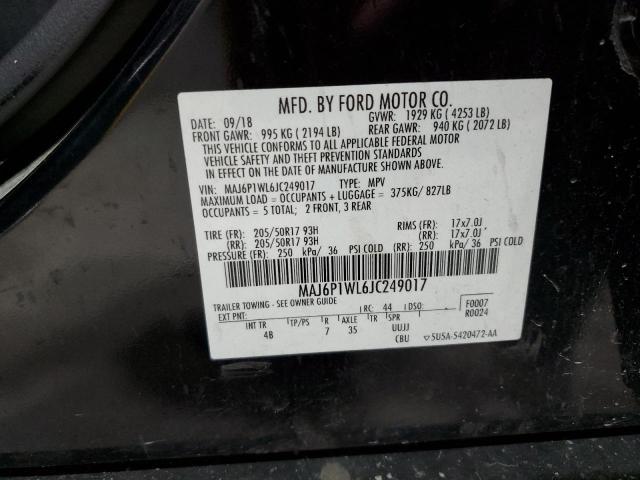 MFD. BY FORD MOTOR CO.
DATE: 09/18 GVWR: 1929 KG ( 4253 LB)
FRONT GAWR: 995 KG ( 2194 LB) REAR GAWR: 940 KG ( 2072 LB)
THIS VEHICLE CONFORMS TO ALL APPLICABLE FEDERAL MOTOR
VEHICLE SAFETY AND THEFT PREVENTION STANDARDS
IN EFFECT ON THE DATE OF MANUFACTURE SHOWN ABOVE.
VIN: MAJ6P1WL6JC249017 TYPE: MPV
MAXIMUM LOAD = OCCUPANTS + LUGGAGE = 375KG/ 827LB
OCCUPANTS = 5 TOTAL; 2 FRONT, 3 REAR
TIRE (FR): 205/50R17 93H RIMS (FR): 17x7.0J
(RR): 205/50R17 93H (RR): 17x7.0J
PRESSURE (FR): 250 kPa/ 36 PSI COLD (RR): 250 kPa/ 36 PSI COLD
MAJ6P1WL6JC249017
TRAILER TOWING - SEE OWNER GUIDE
EXT PNT: RC: 44 DSO: F0007
R0024
INT TR TP/PS R AXLE TR SPR
4B 7 35 UUJJ
CBU 5USA-5420472-AA